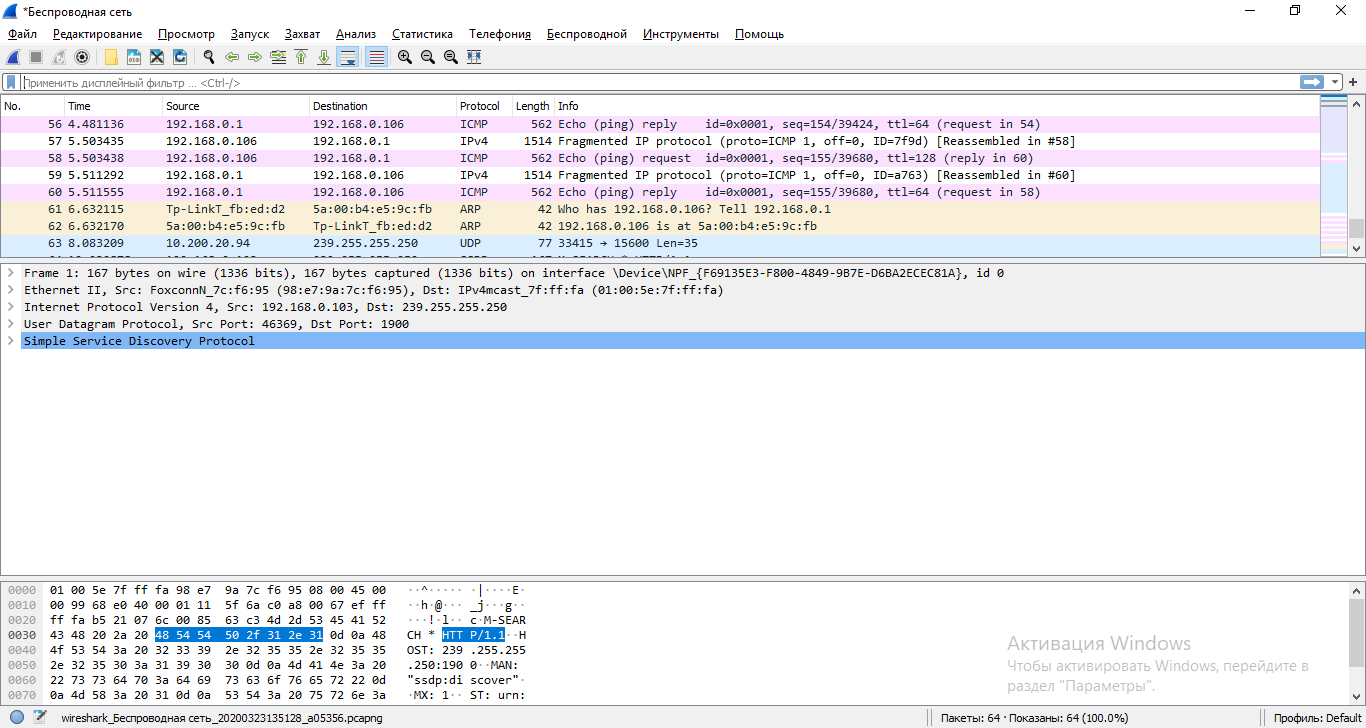 *Беспроводная сеть
Файл Редактирование Просмотр Запуск Захват Анализ Статистика Телефония Беспроводной Инструменты Помощь
Применить дисплейный фильтр ... <Ctrl-/>
No. Time Source Destination Protocol Length Info
56 4.481136 192.168.0.1 192.168.0.106 ICMP 562 Echo (ping) reply id=0x0001, seq=154/39424, ttl=64 (request in 54)
57 5.503435 192.168.0.106 192.168.0.1 IPv4 1514 Fragmented IP protocol (proto=ICMP 1, off=0, ID=7f9d) [Reassembled in #58]
58 5.503438 192.168.0.106 192.168.0.1 ICMP 562 Echo (ping) request id=0x0001, seq=155/39680, ttl=128 (reply in 60)
59 5.511292 192.168.0.1 192.168.0.106 IPv4 1514 Fragmented IP protocol (proto=ICMP 1, off=0, ID=a763) [Reassembled in #60]
60 5.511555 192.168.0.1 192.168.0.106 ICMP 562 Echo (ping) reply id=0x0001, seq=155/39680, ttl=64 (request in 58)
61 6.632115 Tp-LinkT_fb:ed:d2 5a:00:b4:e5:9c:fb ARP 42 Who has 192.168.0.106? Tell 192.168.0.1
62 6.632170 5a:00:b4:e5:9c:fb Tp-LinkT_fb:ed:d2 ARP 42 192.168.0.106 is at 5a:00:b4:e5:9c:fb
63 8.083209 10.200.20.94 239.255.255.250 UDP 77 33415 → 15600 Len=35
Frame 1: 167 bytes on wire (1336 bits), 167 bytes captured (1336 bits) on interface \Device\NPF_{F69135E3-F800-4849-9B7E-D6BA2ECEC81A}, id 0
Ethernet II, Src: FoxconnN_7c:f6:95 (98:e7:9a:7c:f6:95), Dst: IPv4mcast_7f:ff:fa (01:00:5e:7f:ff:fa)
Internet Protocol Version 4, Src: 192.168.0.103, Dst: 239.255.255.250
User Datagram Protocol, Src Port: 46369, Dst Port: 1900
Simple Service Discovery Protocol
0000 01 00 5e 7f ff fa 98 e7 9a 7c f6 95 08 00 45 00 ··^····· ·|····E·
0010 00 99 68 e0 40 00 01 11 5f 6a c0 a8 00 67 ef ff ··h·@··· _j···g··
0020 ff fa b5 21 07 6c 00 85 63 c3 4d 2d 53 45 41 52 ···!·l·· c·M-SEAR
0030 43 48 20 2a 20 48 54 54 50 2f 31 2e 31 0d 0a 48 CH * HTT P/1.1··H
0040 4f 53 54 3a 20 32 33 39 2e 32 35 35 2e 32 35 35 OST: 239 .255.255
0050 2e 32 35 30 3a 31 39 30 30 0d 0a 4d 41 4e 3a 20 .250:190 0··MAN:
0060 22 73 73 64 70 3a 64 69 73 63 6f 76 65 72 22 0d "ssdp:di scover"·
0070 0a 4d 58 3a 20 31 0d 0a 53 54 3a 20 75 72 6e 3a ·MX: 1·· ST: urn:
Активация Windows
Чтобы активировать Windows, перейдите в
раздел "Параметры".
wireshark_Беспроводная сеть_20200323135128_a05356.pcapng Пакеты: 64 · Показаны: 64 (100.0%) Профиль: Default